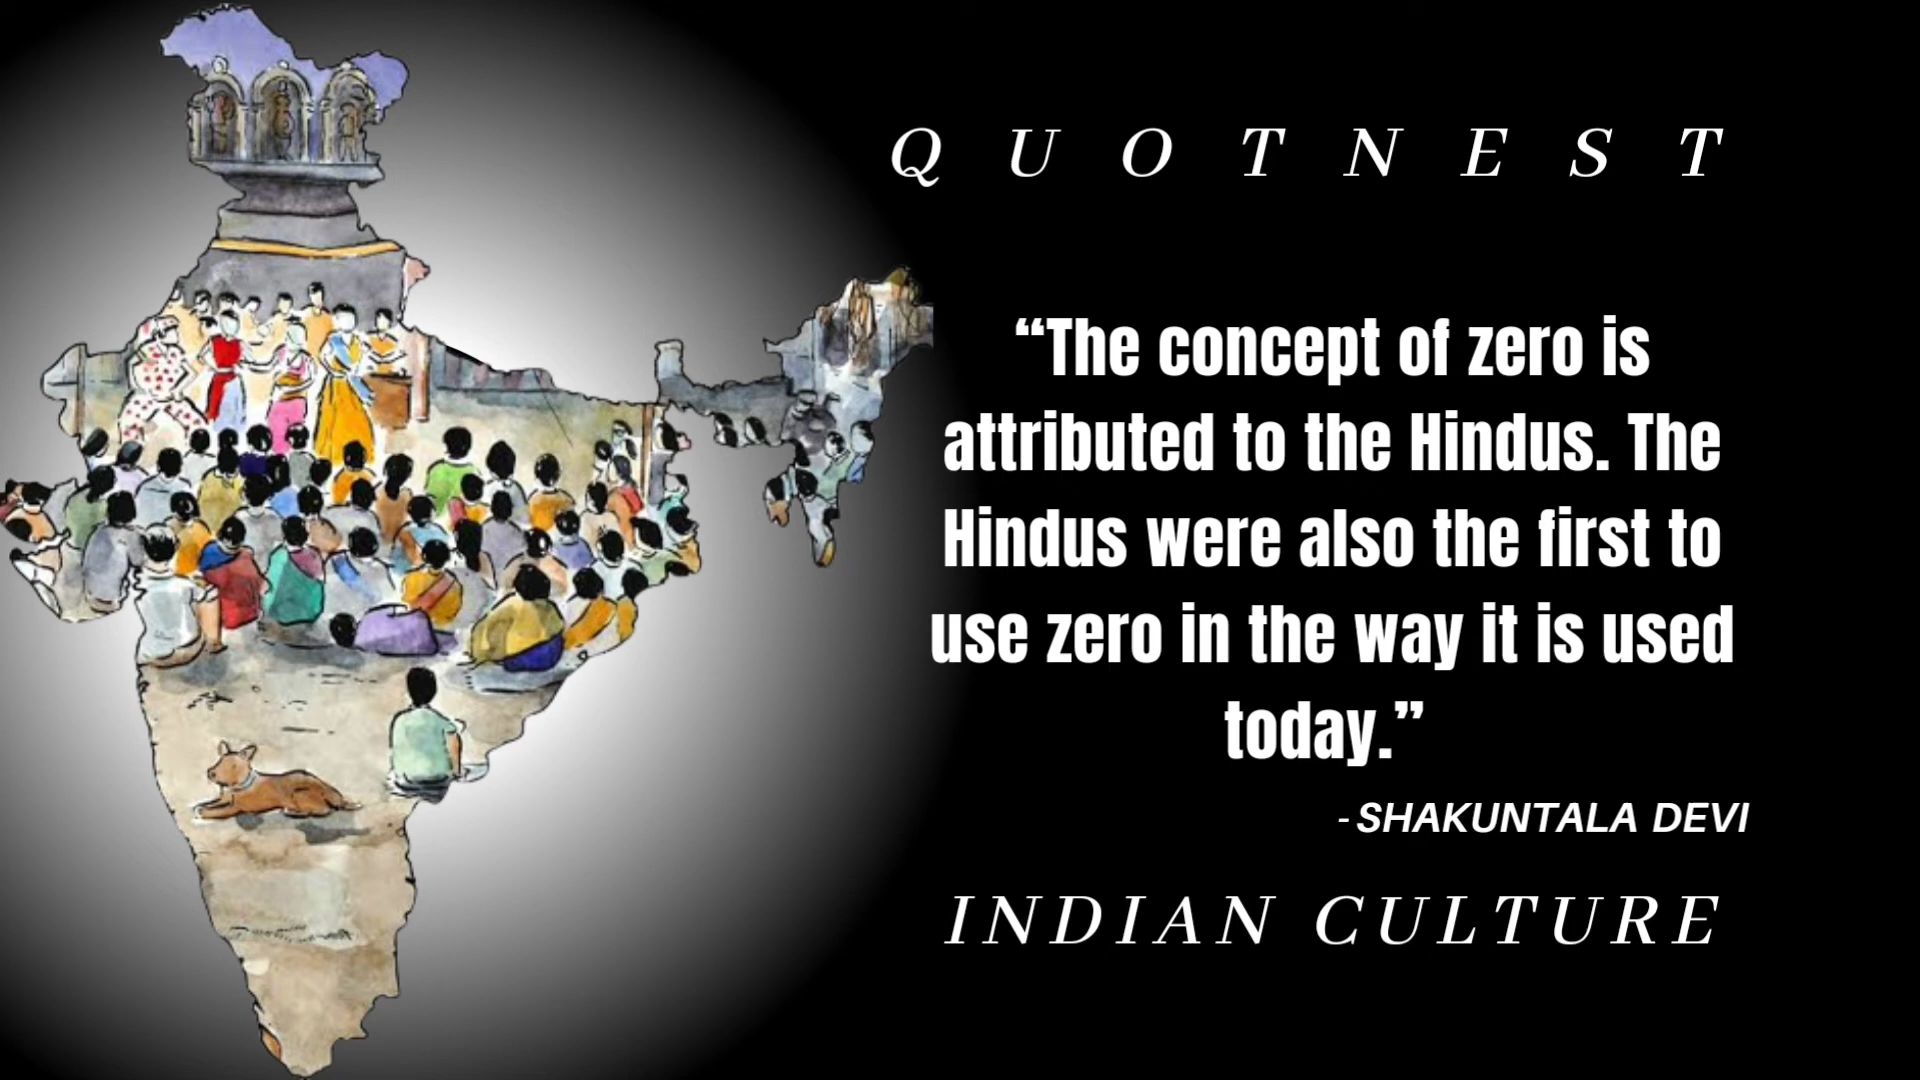 QUOTNEST
“The concept of zero is
attributed to the Hindus. The
Hindus were also the first to
use zero in the way it is used
today.”
- SHAKUNTALA DEVI
INDIAN CULTURE